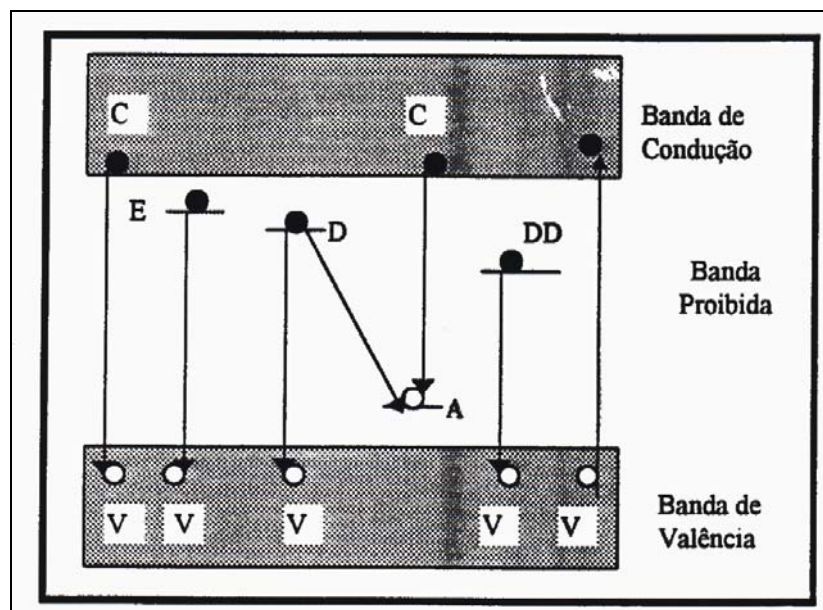 C C
Banda de
Condução
E
D
DD
Banda
Proibida
A
V V V V V
Banda de
Valência